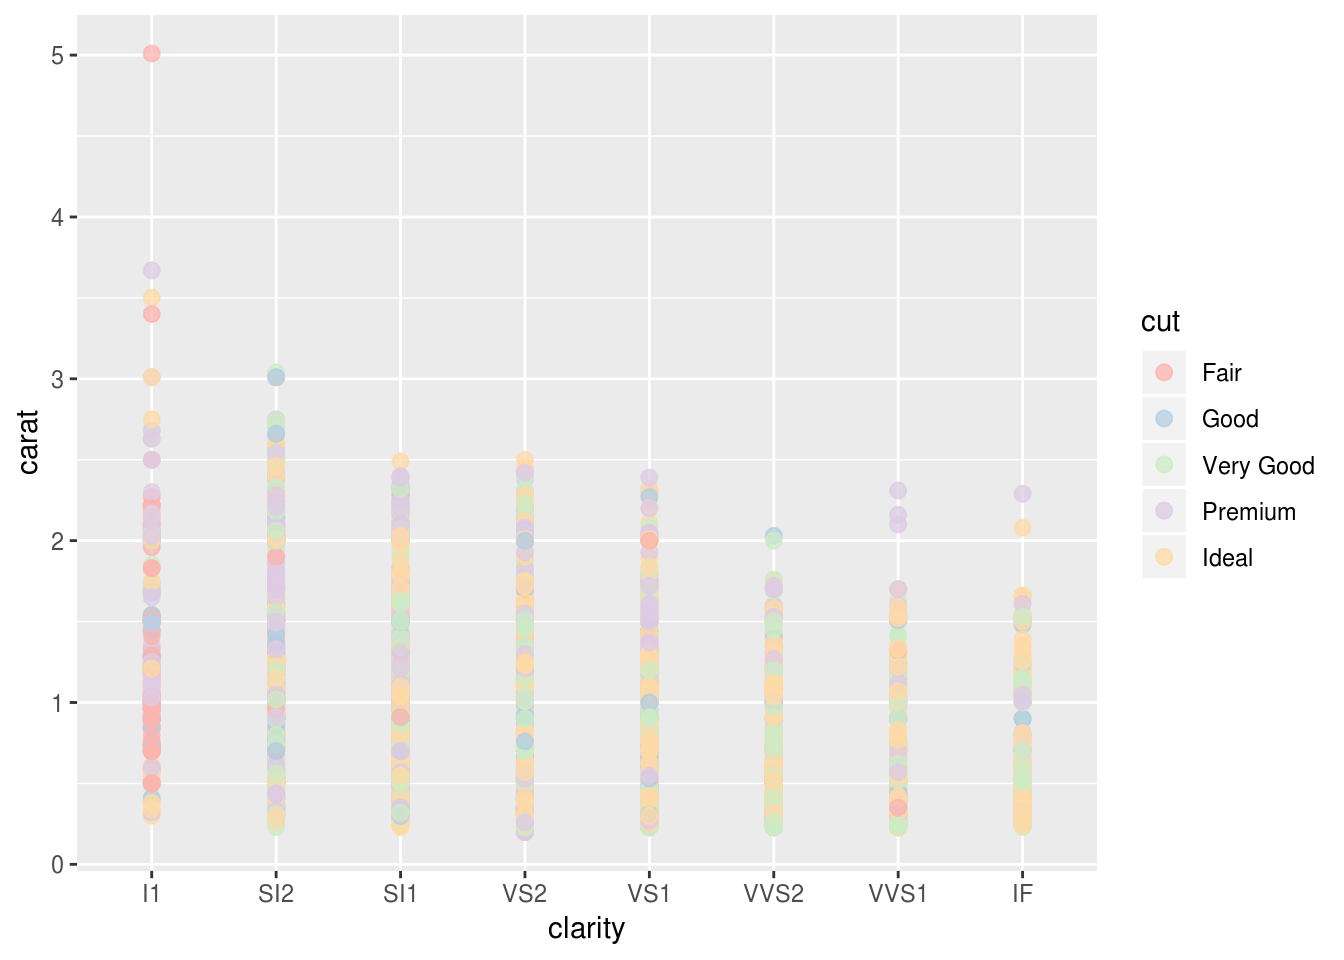 5
4
3
2
1
0
carat
I1 SI2 SI1 VS2 VS1 VVS2 VVS1 IF
clarity
cut
Fair
Good
Very Good
Premium
Ideal